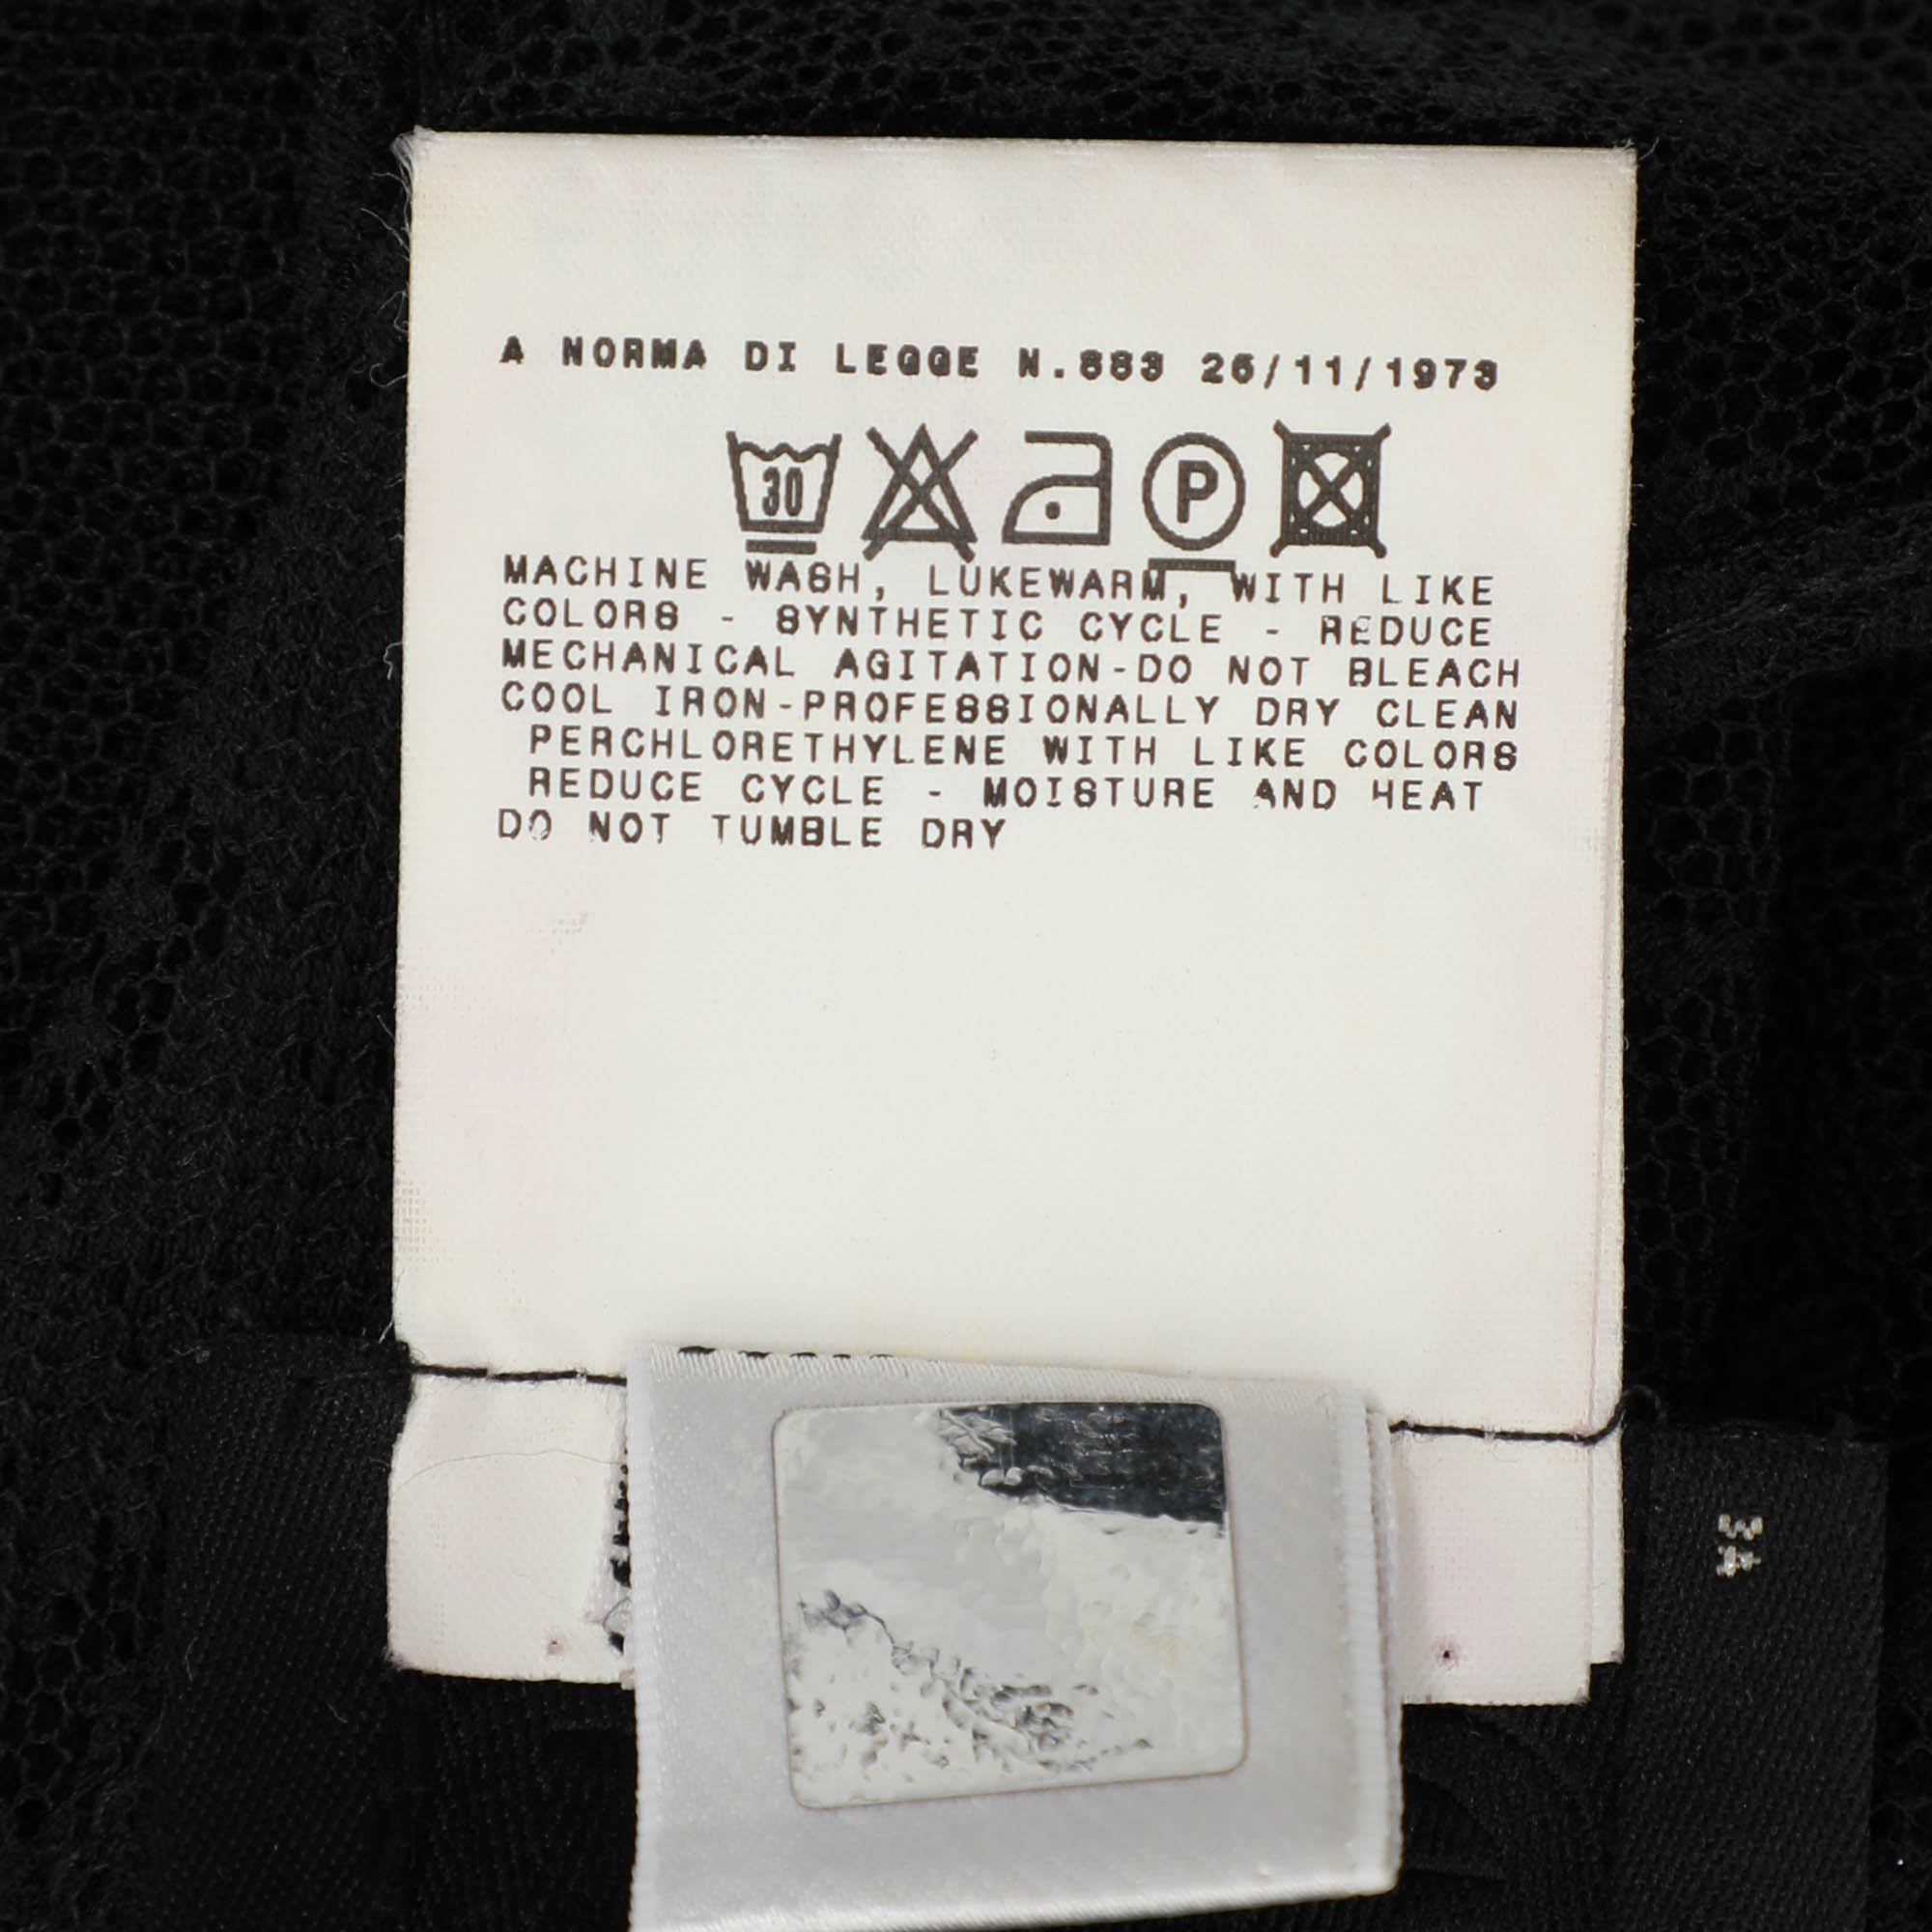 A NORMA DI LEGGE N.883 26/11/1973
30 P
MACHINE WASH, LUKEWARM, WITH LIKE
COLORS - SYNTHETIC CYCLE - REDUCE
MECHANICAL AGITATION-DO NOT BLEACH
COOL IRON-PROFESSIONALLY DRY CLEAN
PERCHLORETHYLENE WITH LIKE COLORS
REDUCE CYCLE - MOISTURE AND HEAT
DO NOT TUMBLE DRY